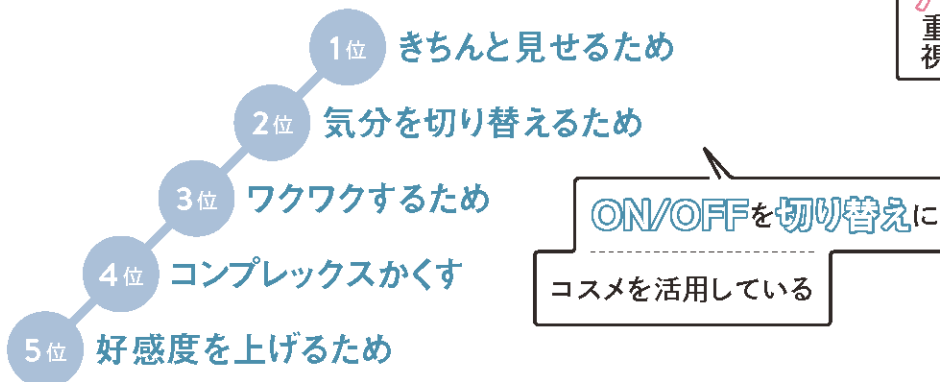 重
視
1位 きちんと見せるため
2位 気分を切り替えるため
3位 ワクワクするため
4位 コンプレックスかくす
5位 好感度を上げるため
ON/OFFを切り替えに
コスメを活用している